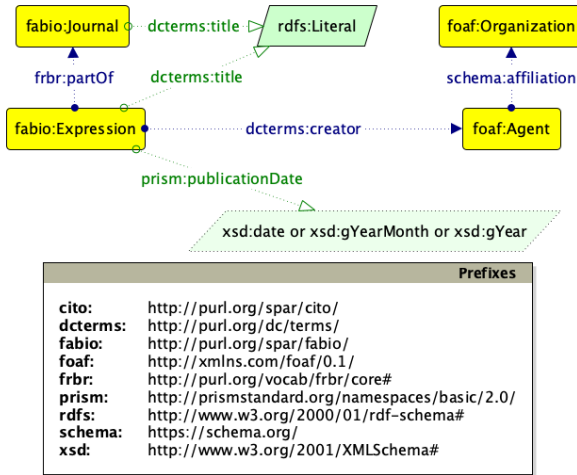 fabio:Journal
dcterms:title
rdfs:Literal
foaf:Organization
frbr:partOf
dcterms:title
schema:affiliation
fabio:Expression
dcterms:creator
foaf:Agent
prism:publicationDate
xsd:date or xsd:gYearMonth or xsd:gYear
Prefixes
cito: http://purl.org/spar/cito/
dcterms: http://purl.org/dc/terms/
fabio: http://purl.org/spar/fabio/
foaf: http://xmlns.com/foaf/0.1/
frbr: http://purl.org/vocab/frbr/core#
prism: http://prismstandard.org/namespaces/basic/2.0/
rdfs: http://www.w3.org/2000/01/rdf-schema#
schema: https://schema.org/
xsd: http://www.w3.org/2001/XMLSchema#